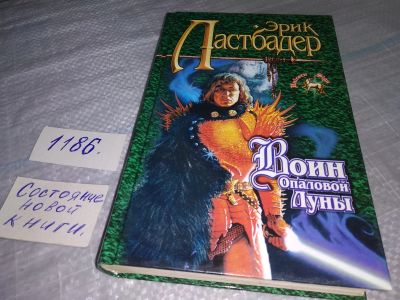 Эрик
Ластбадер
Воин
Опаловой
Луны
1186.
Состояние
новой
книги.